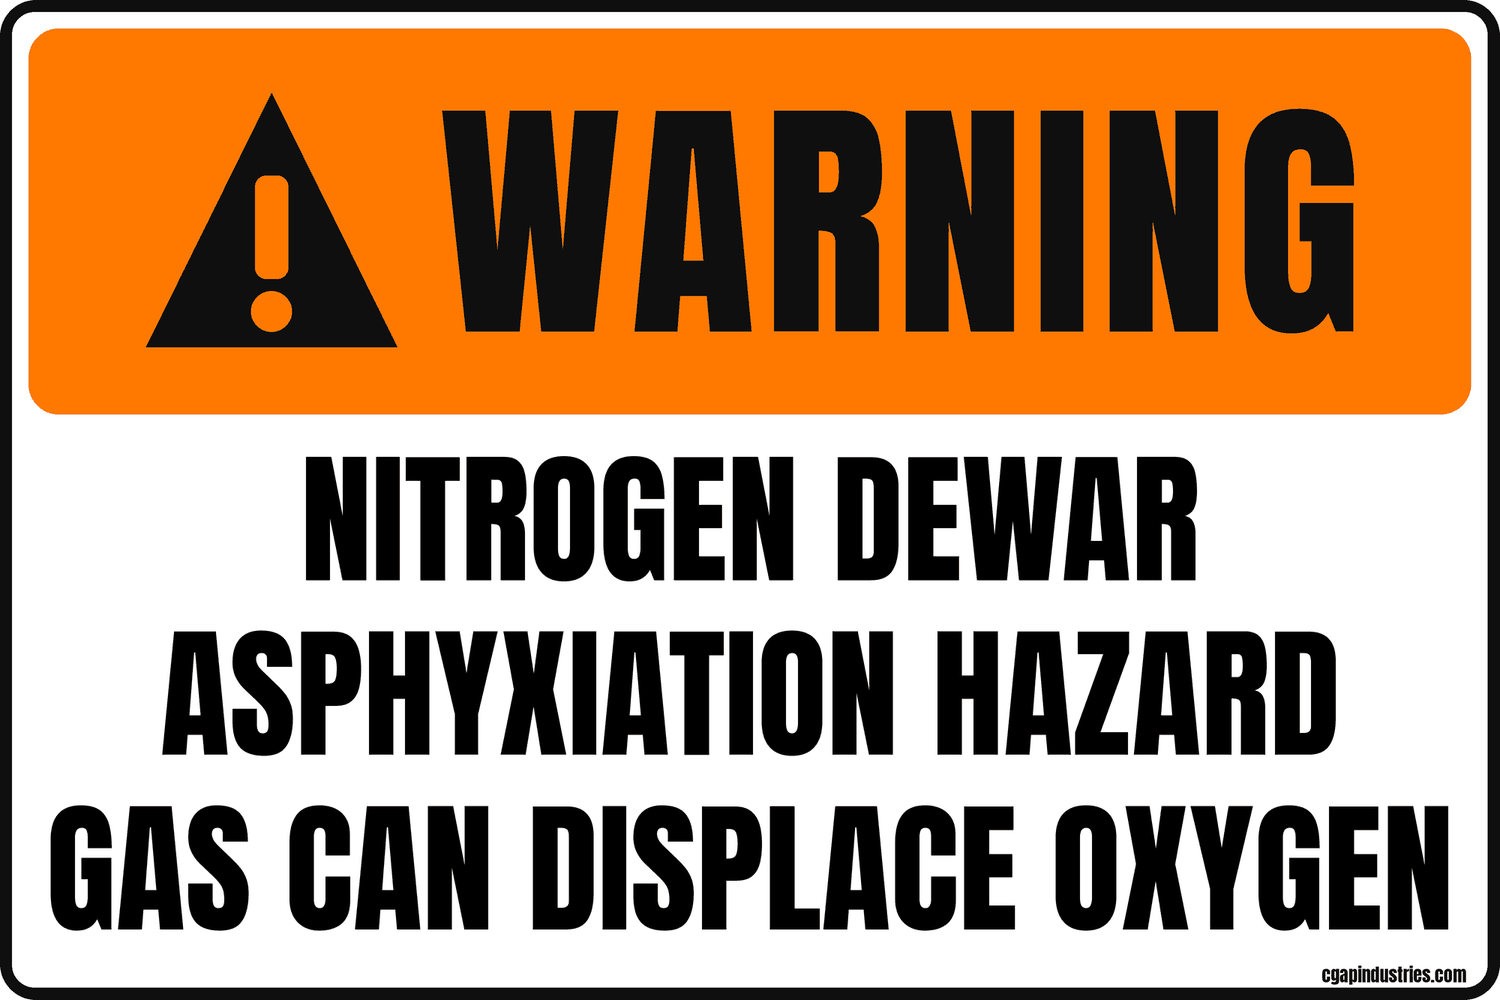 WARNING
NITROGEN DEWAR
ASPHYXIATION HAZARD
GAS CAN DISPLACE OXYGEN
cgapindustries.com